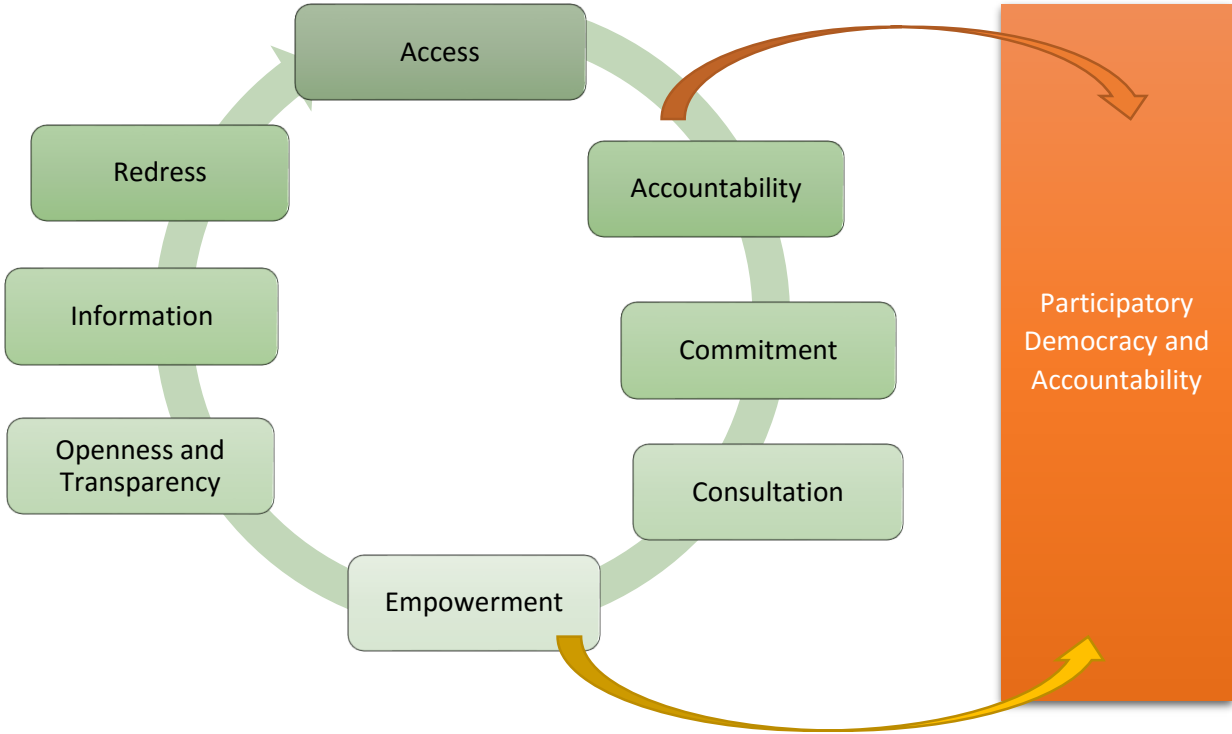 Access
Redress
Accountability
Information
Commitment
Openness and
Transparency
Consultation
Empowerment
Participatory
Democracy and
Accountability